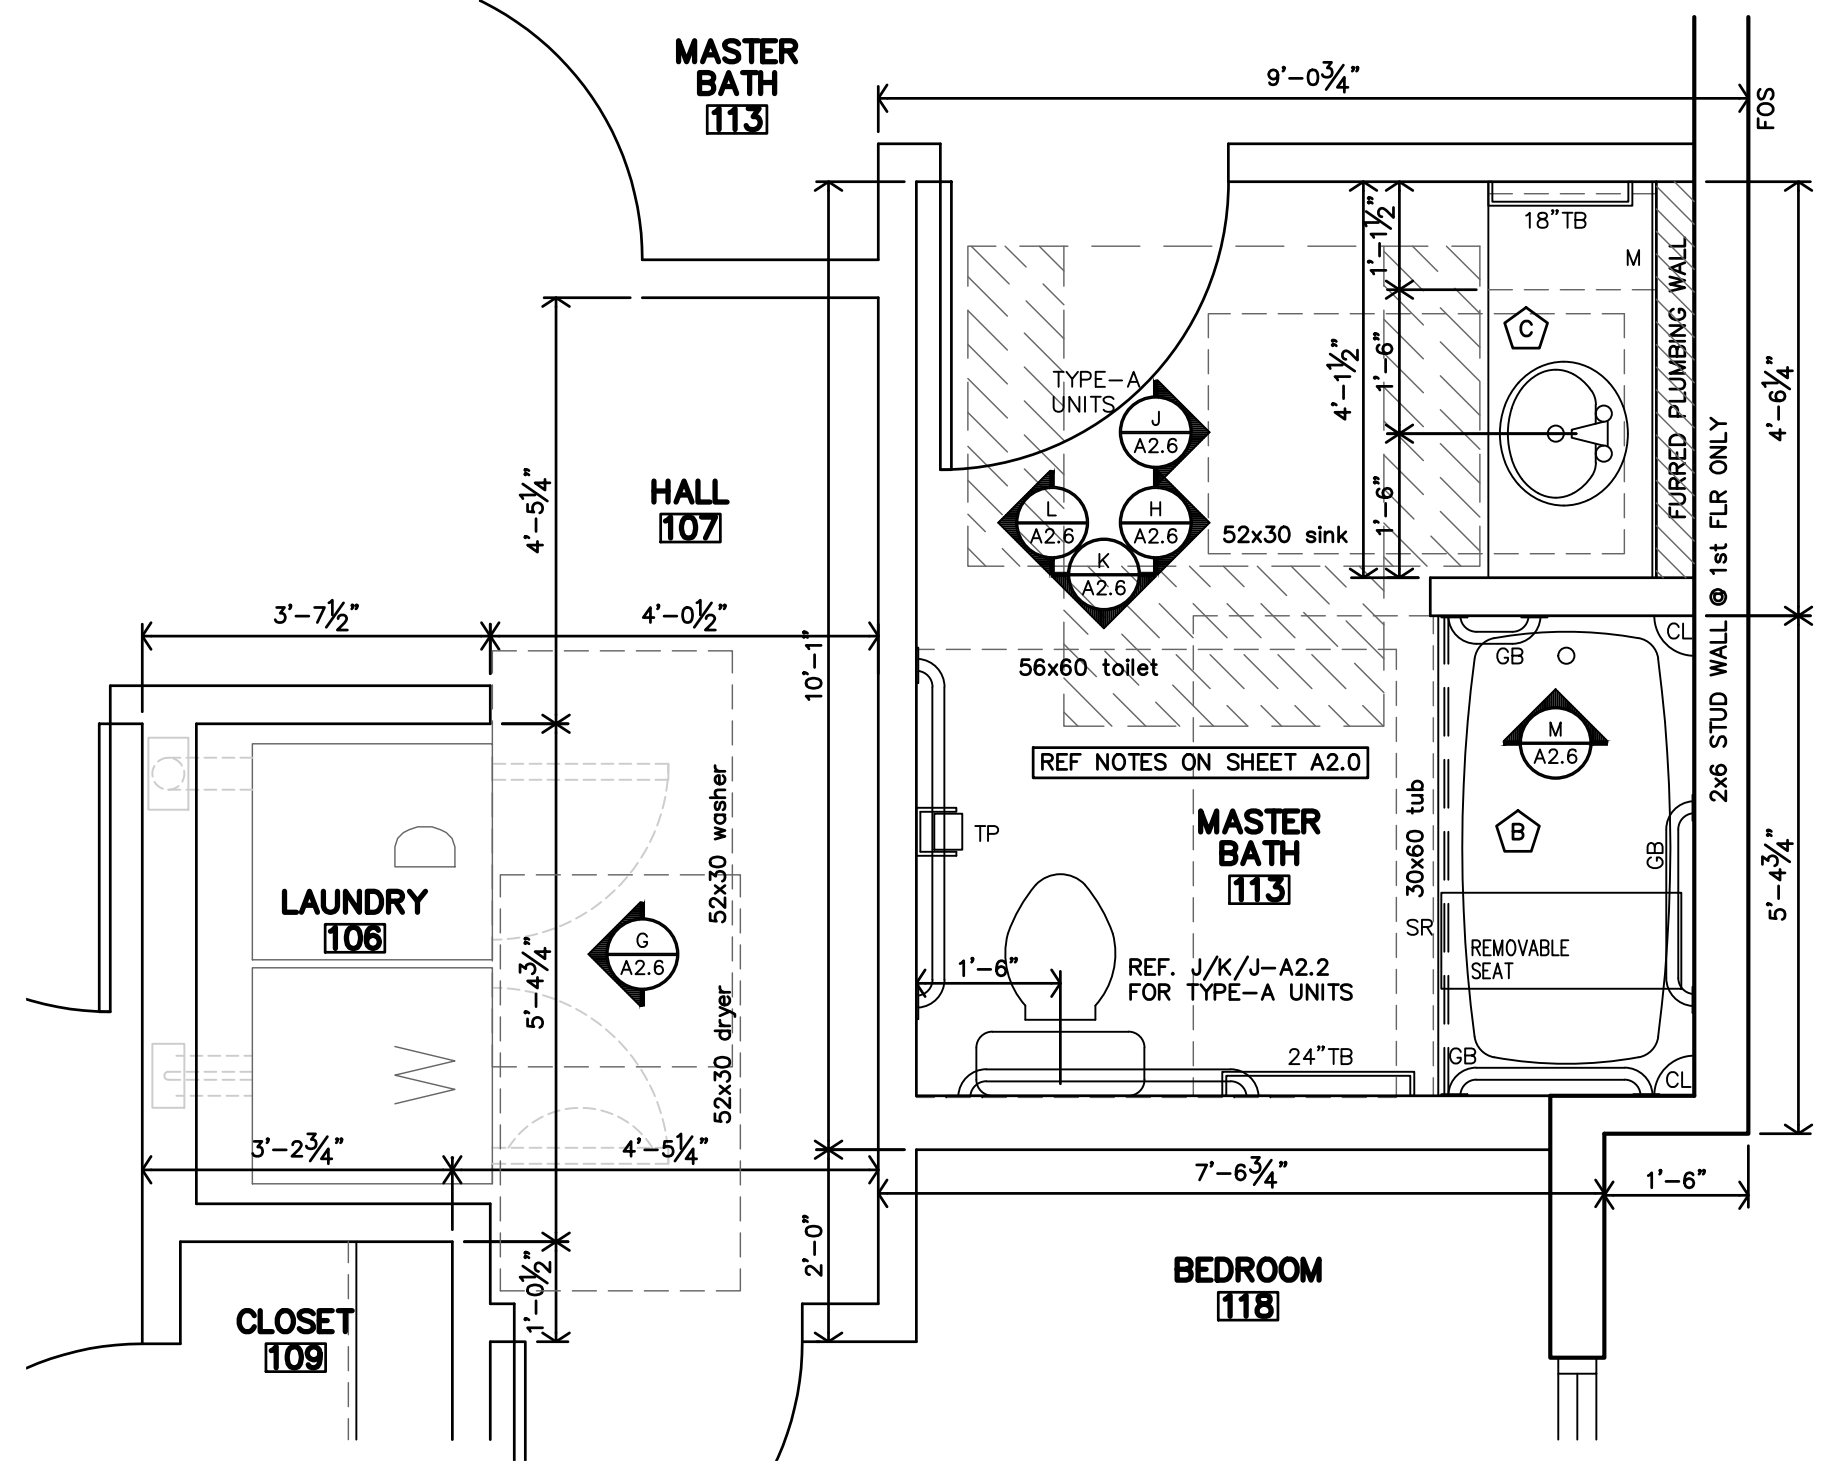 MASTER
BATH
113
9'-0¾"
FOS
18"TB
M
1'-1½"
FURRED PLUMBING WALL
C
TYPE-A
UNITS
J
A2.6
4'-1½"
1'-6"
4'-6¼"
HALL
107
4'-5¼"
L
A2.6
H
A2.6
K
A2.6
52x30 sink
1'-6"
2x6 STUD WALL @ 1st FLR ONLY
3'-7½"
4'-0½"
10'-1"
56x60 toilet
GB
CL
REF NOTES ON SHEET A2.0
M
A2.6
52x30 washer
TP
MASTER
BATH
113
30x60 tub
B
GB
5'-4¾"
D
LAUNDRY
106
G
A2.6
5'-4¾"
1'-6"
REF. J/K/J-A2.2
FOR TYPE-A UNITS
SR
REMOVABLE
SEAT
52x30 dryer
W
24"TB
GB
CL
3'-2¾"
4'-5¼"
7'-6¾"
1'-6"
1'-0½"
2'-0"
BEDROOM
118
CLOSET
109